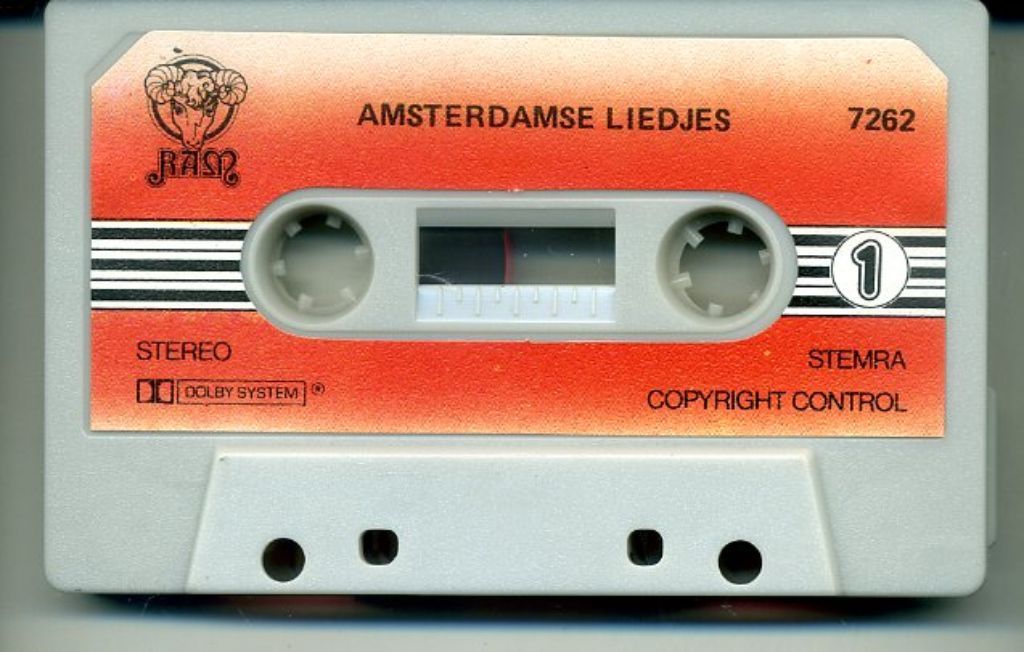 RAM
AMSTERDAMSE LIEDJES
7262
1
STEREO
DOLBY SYSTEM ®
STEMRA
COPYRIGHT CONTROL